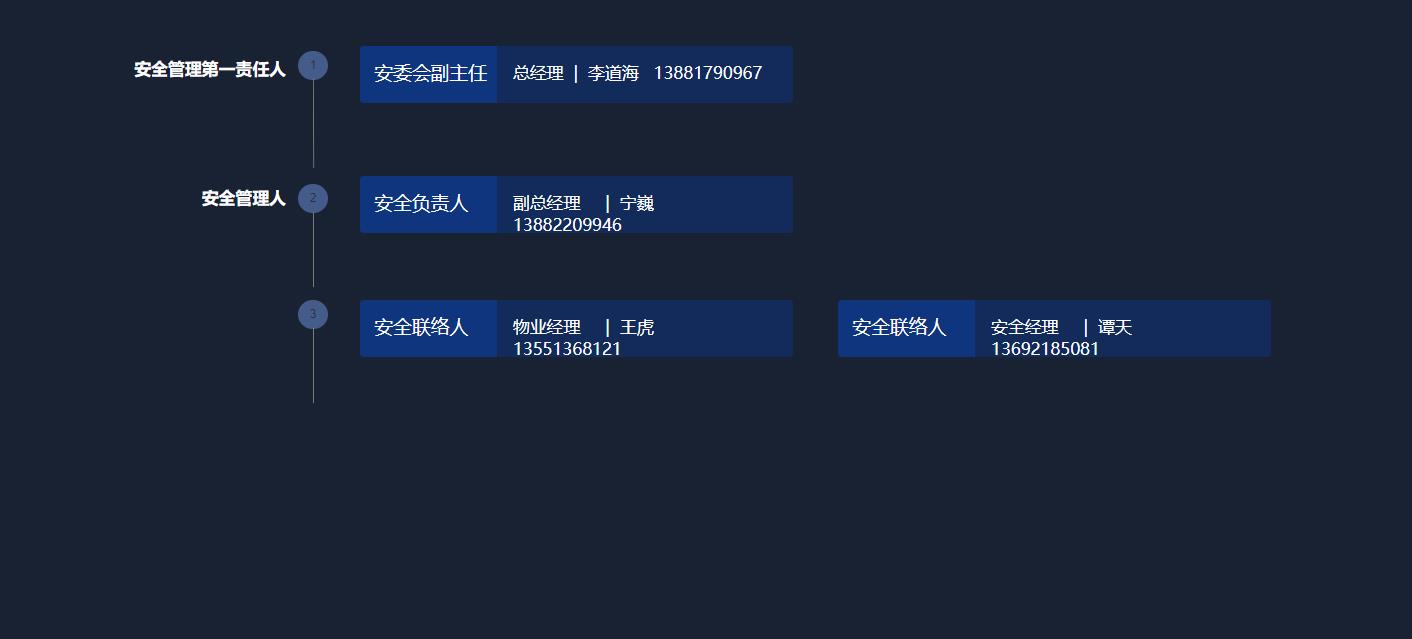 安全管理第一责任人 1 安委会副主任 总经理 | 李道海 13881790967
安全管理人 2 安全负责人 副总经理 | 宁巍
13882209946
3 安全联络人 物业经理 | 王虎 安全联络人 安全经理 | 谭天
13551368121 13692185081